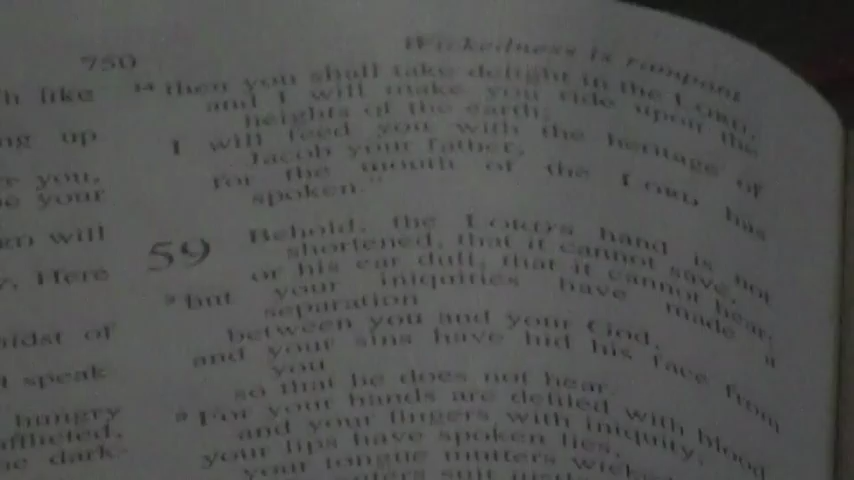 750
Wickedness is rampant
h like
ng up
you,
e your
will
Here
idst of
speak
hungry
afflicted,
dark-
14 then you shall take delight in the LORD,
and I will make you ride upon the
heights of the earth;
I will feed you with the heritage of
Jacob your father,
for the mouth of the LORD has
spoken."
59 Behold, the LORD'S hand is not
shortened, that it cannot save,
or his ear dull, that it cannot hear;
2 but your iniquities have made a
separation
between you and your God,
and your sins have hid his face from
you
so that he does not hear.
3 For your hands are defiled with blood
and your fingers with iniquity;
your lips have spoken lies,
your tongue mutters